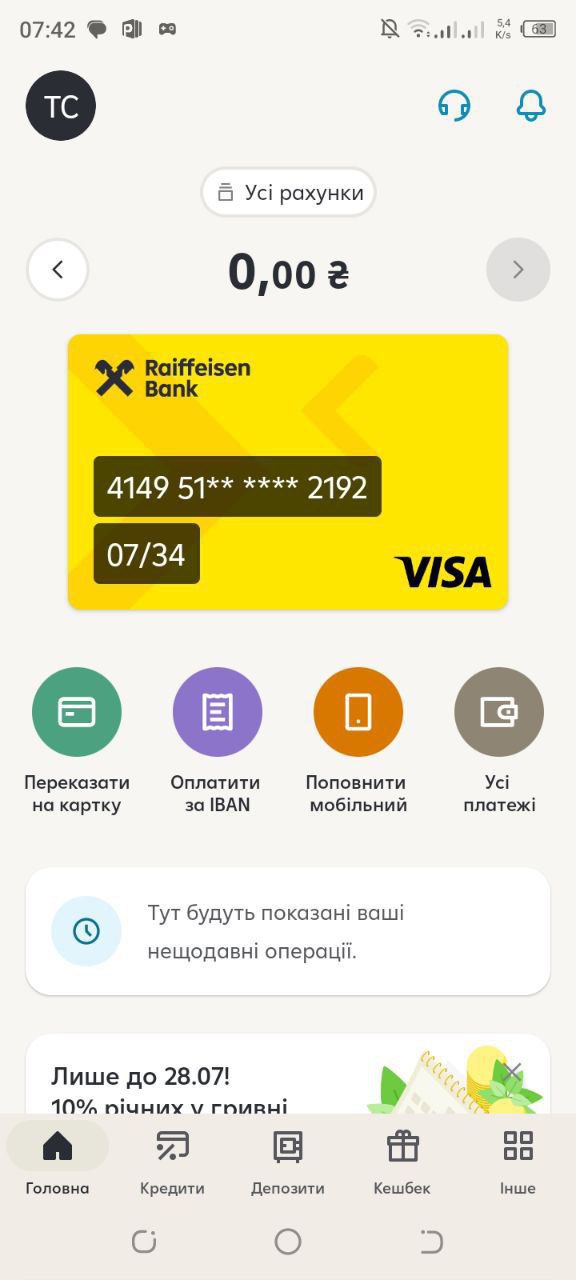 07:42
5,4
K/s
63
TC
Усі рахунки
0,00 ₴
Raiffeisen
Bank
4149 51** **** 2192
07/34
VISA
Переказати
на картку
Оплатити
за IBAN
Поповнити
мобільний
Усі
платежі
Тут будуть показані ваші
нещодавні операції.
Лише до 28.07!
10% річних у гривні
Головна
Кредити
Депозити
Кешбек
Інше